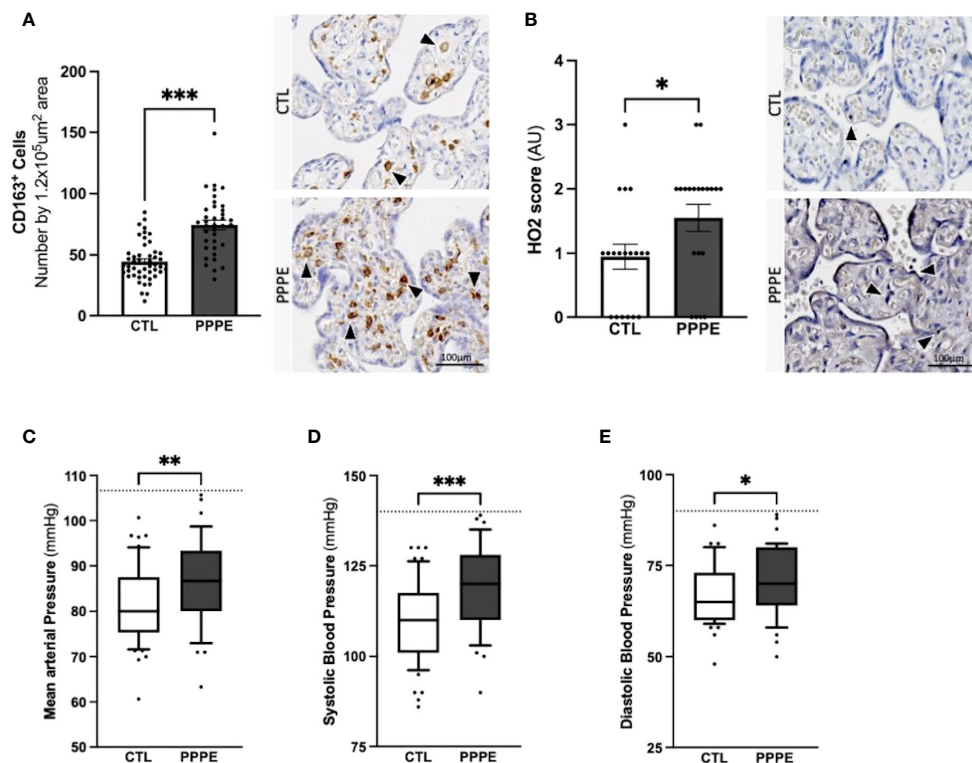 A
CD163+ Cells
Number by 1.2x10⁵um² area
200
150
100
50
0
***
CTL
PPPE
CTL
PPPE
100µm
B
HO2 score (AU)
4
3
2
1
0
*
CTL
PPPE
CTL
PPPE
100µm
C
Mean arterial Pressure (mmHg)
110
100
90
80
70
60
50
**
CTL
PPPE
D
Systolic Blood Pressure (mmHg)
150
125
100
75
***
CTL
PPPE
E
Diastolic Blood Pressure (mmHg)
100
75
50
25
*
CTL
PPPE